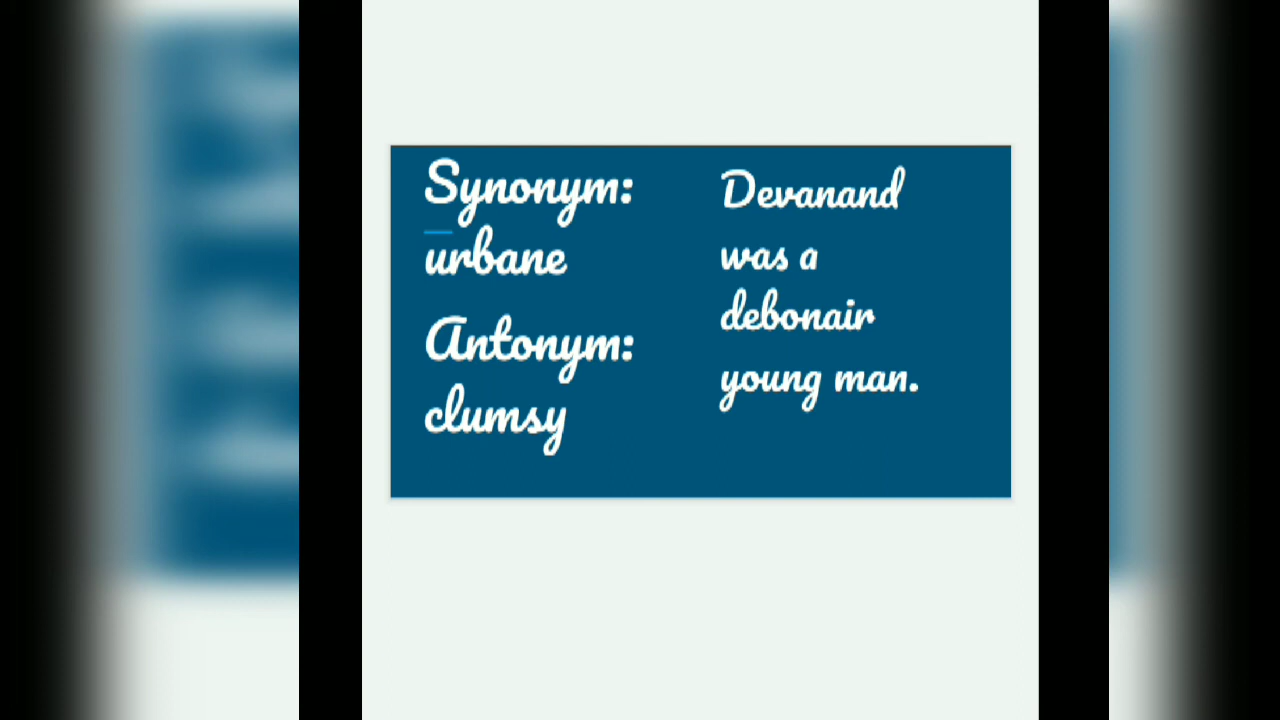 Synonym:
urbane
Antonym:
clumsy
Devanand
was a
debonair
young man.